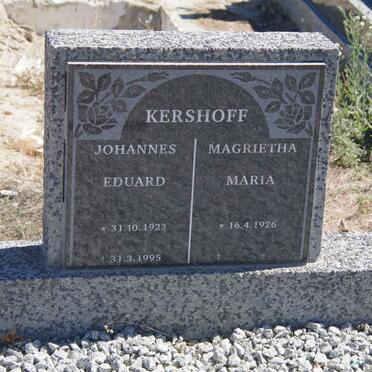 KERSHOFF
JOHANNES
EDUARD
* 31.10.1923
† 31.3.1995
MAGRIETHA
MARIA
* 16.4.1926
†